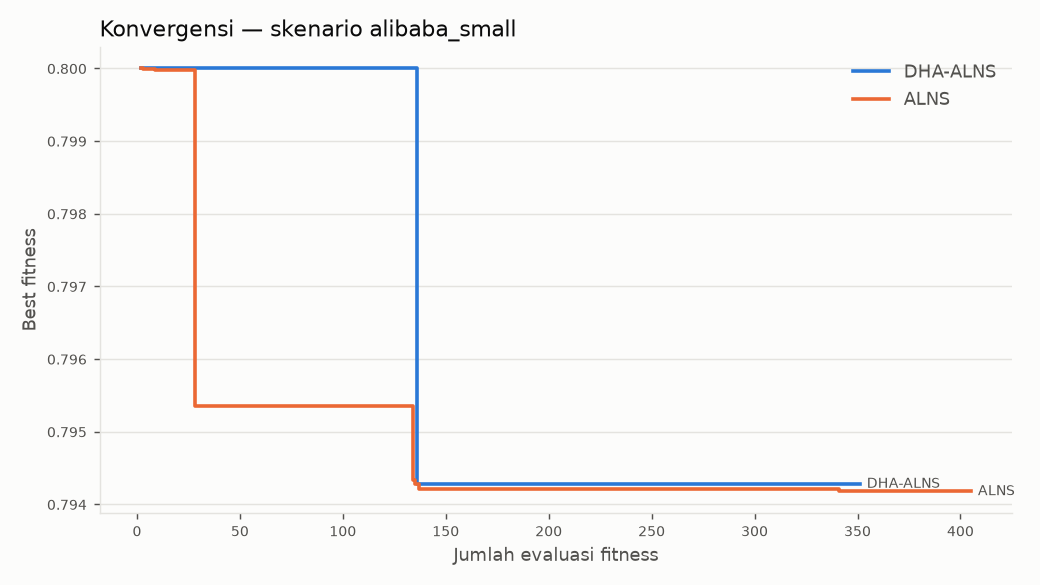 Konvergensi — skenario alibaba_small
DHA-ALNS
ALNS
Best fitness
0.800
0.799
0.798
0.797
0.796
0.795
0.794
DHA-ALNS
ALNS
0 50 100 150 200 250 300 350 400
Jumlah evaluasi fitness